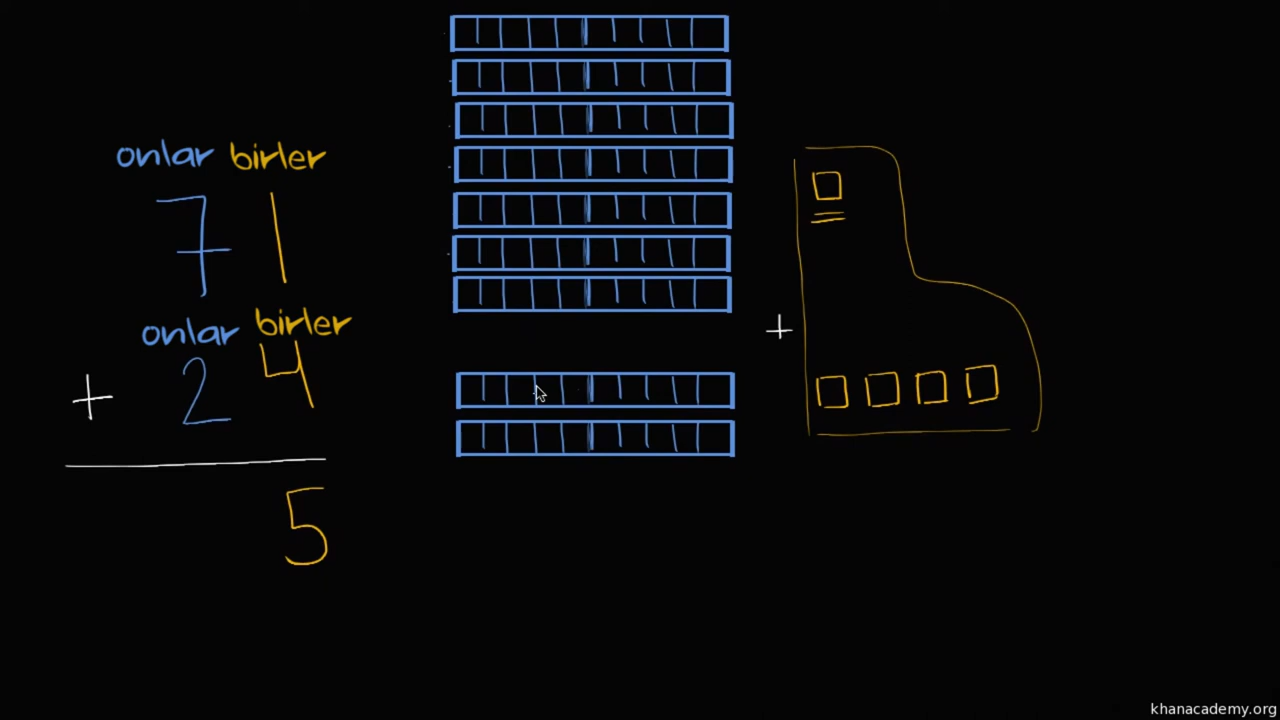 onlar birler
7 1
onlar birler
+ 2 4
5
+
khanacademy.org